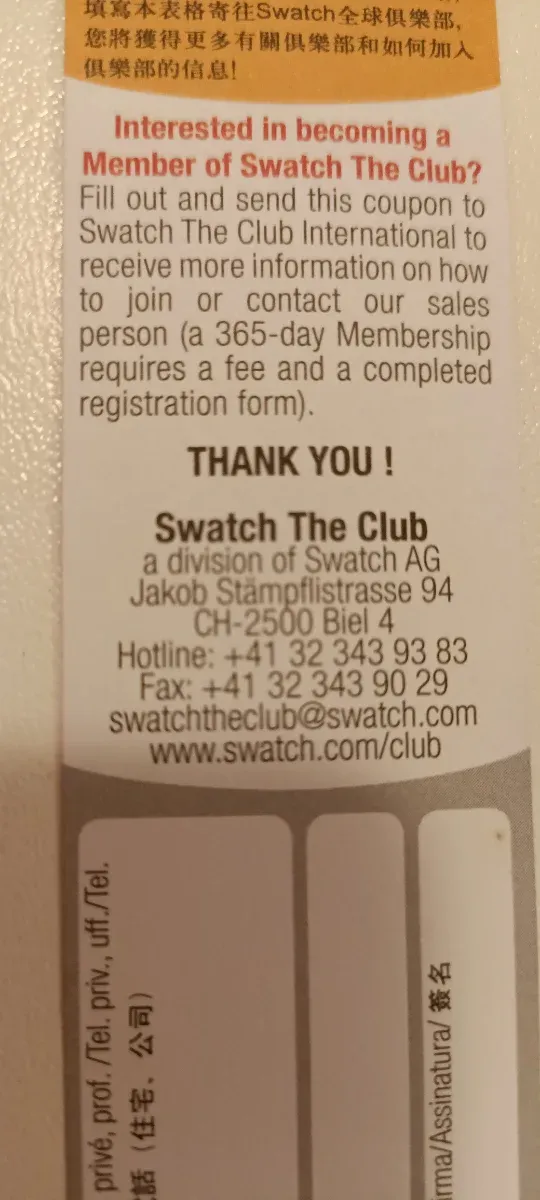 填寫本表格寄往Swatch全球俱樂部,
您將獲得更多有關俱樂部和如何加入
俱樂部的信息!
Interested in becoming a
Member of Swatch The Club?
Fill out and send this coupon to
Swatch The Club International to
receive more information on how
to join or contact our sales
person (a 365-day Membership
requires a fee and a completed
registration form).
THANK YOU !
Swatch The Club
a division of Swatch AG
Jakob Stämpflistrasse 94
CH-2500 Biel 4
Hotline: +41 32 343 93 83
Fax: +41 32 343 90 29
swatchtheclub@swatch.com
www.swatch.com/club
privé, prof. /Tel. priv., uff./Tel.
話 (住宅、公司)
rma/Assinatura/ 簽名